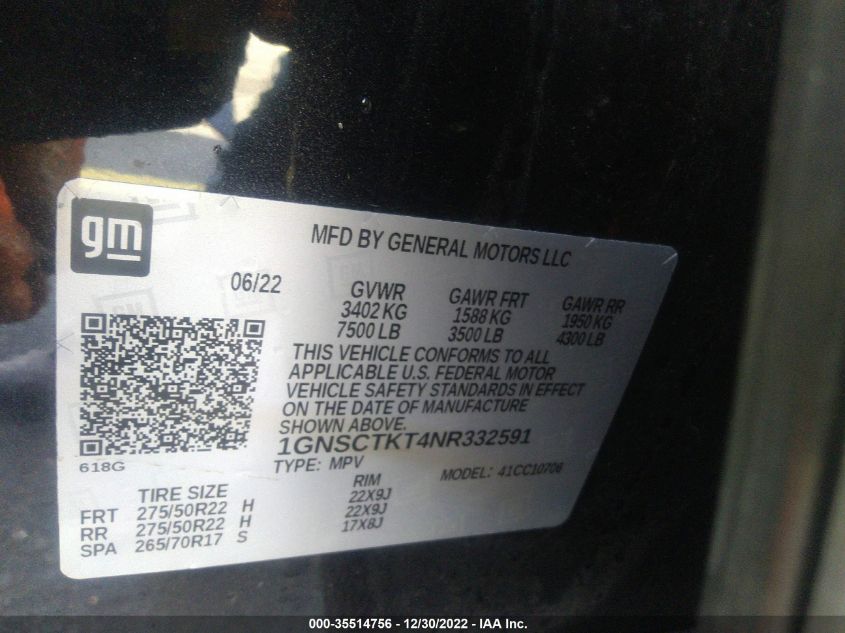 gm
MFD BY GENERAL MOTORS LLC
06/22
GVWR GAWR FRT GAWR RR
3402 KG 1588 KG 1950 KG
7500 LB 3500 LB 4300 LB
THIS VEHICLE CONFORMS TO ALL
APPLICABLE U.S. FEDERAL MOTOR
VEHICLE SAFETY STANDARDS IN EFFECT
ON THE DATE OF MANUFACTURE
SHOWN ABOVE.
1GNSCTKT4NR332591
618G
TYPE: MPV MODEL: 41CC10706
TIRE SIZE RIM
FRT 275/50R22 H 22X9J
RR 275/50R22 H 22X9J
SPA 265/70R17 S 17X8J
000-35514756 - 12/30/2022 - IAA Inc.